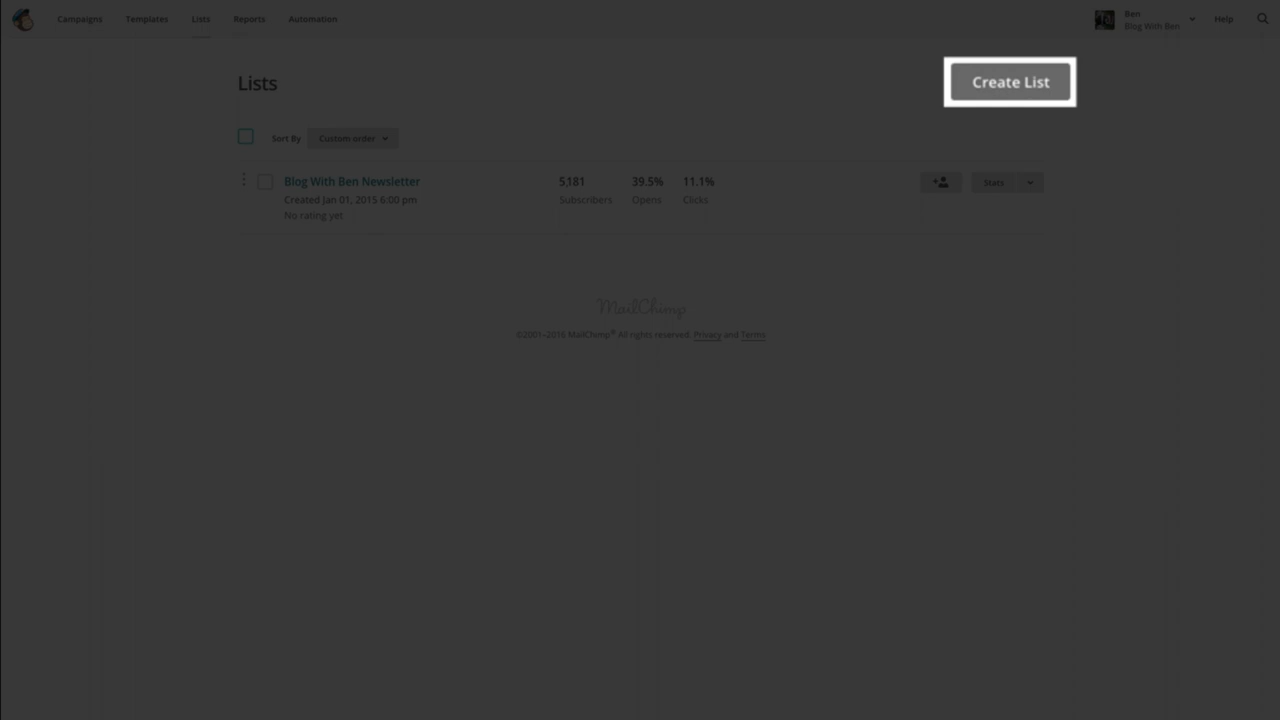 Campaigns Templates Lists Reports Automation
Ben
Blog With Ben
Help
Lists
Create List
Sort By Custom order
Blog With Ben Newsletter
Created Jan 01, 2015 6:00 pm
No rating yet
5,181 39.5% 11.1%
Subscribers Opens Clicks
Stats
MailChimp
©2001–2016 MailChimp® All rights reserved. Privacy and Terms